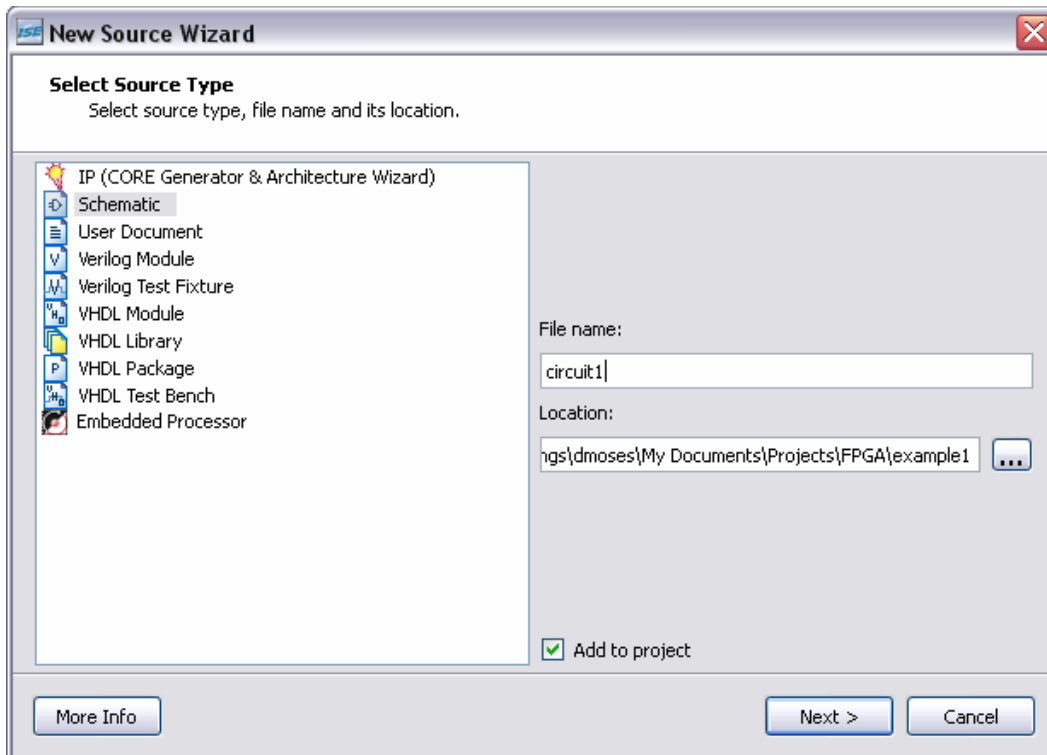 ISE New Source Wizard
Select Source Type
Select source type, file name and its location.
IP (CORE Generator & Architecture Wizard)
Schematic
User Document
V Verilog Module
Verilog Test Fixture
VHDL Module
VHDL Library
P VHDL Package
VHDL Test Bench
Embedded Processor
File name:
circuit1
Location:
ngs\dmoses\My Documents\Projects\FPGA\example1
...
Add to project
More Info
Next >
Cancel